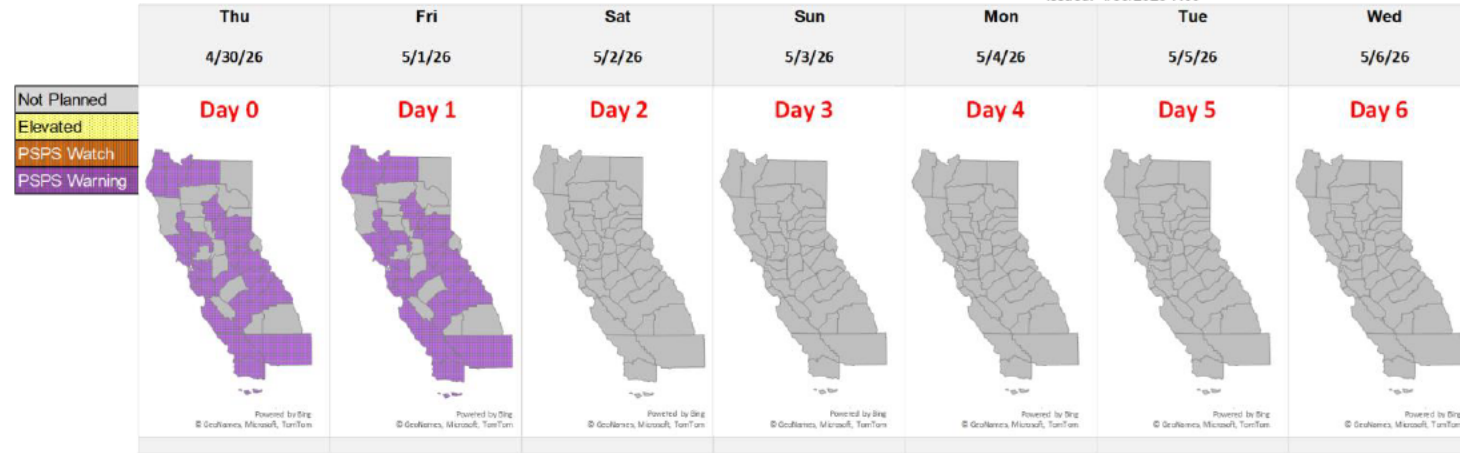 Thu Fri Sat Sun Mon Tue Wed
4/30/26 5/1/26 5/2/26 5/3/26 5/4/26 5/5/26 5/6/26
Not Planned
Elevated
PSPS Watch
PSPS Warning
Day 0 Day 1 Day 2 Day 3 Day 4 Day 5 Day 6
Powered by Bing Powered by Bing Powered by Bing Powered by Bing Powered by Bing Powered by Bing Powered by Bing
© GeoNames, Microsoft, TomTom © GeoNames, Microsoft, TomTom © GeoNames, Microsoft, TomTom © GeoNames, Microsoft, TomTom © GeoNames, Microsoft, TomTom © GeoNames, Microsoft, TomTom © GeoNames, Microsoft, TomTom